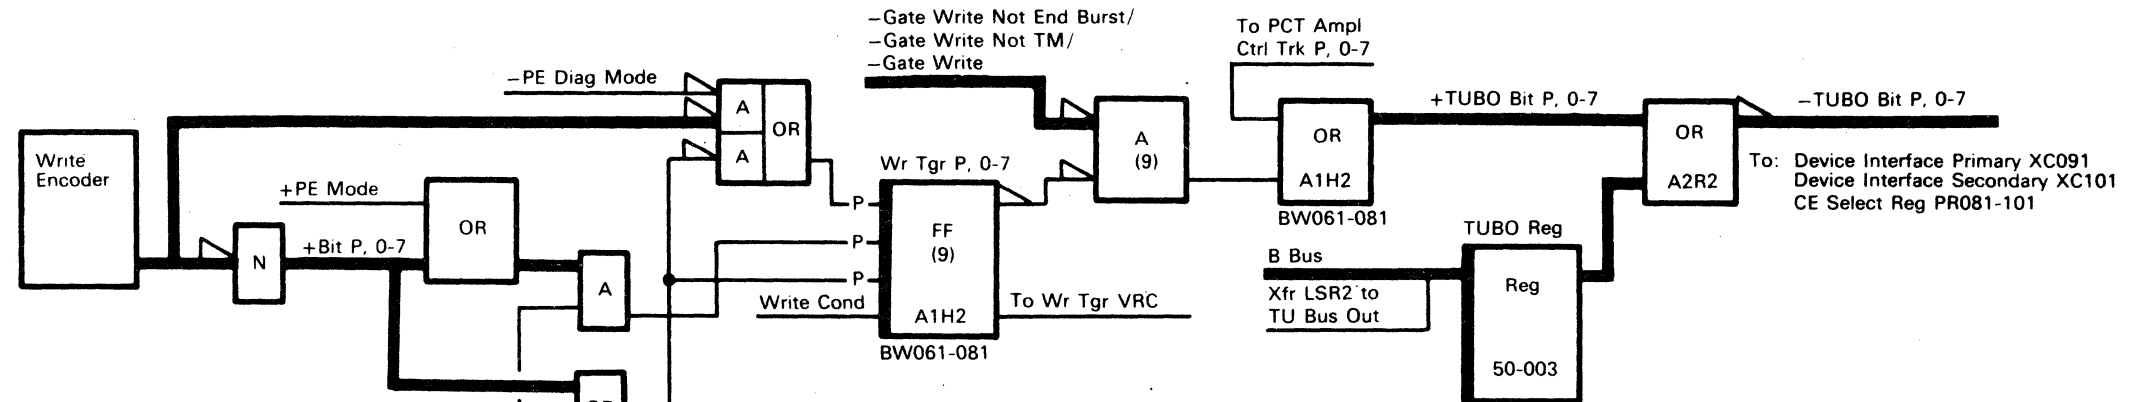 −Gate Write Not End Burst/
−Gate Write Not TM/
−Gate Write
To PCT Ampl
Ctrl Trk P, 0-7
−PE Diag Mode
A
OR
A
Write
Encoder
+PE Mode
OR
N
+Bit P, 0-7
A
Wr Tgr P, 0-7
P
P
P
FF
(9)
A1H2
BW061-081
Write Cond
To Wr Tgr VRC
A
(9)
OR
A1H2
BW061-081
+TUBO Bit P, 0-7
OR
A2R2
−TUBO Bit P, 0-7
To: Device Interface Primary XC091
Device Interface Secondary XC101
CE Select Reg PR081-101
TUBO Reg
B Bus
Xfr LSR2 to
TU Bus Out
Reg
50-003